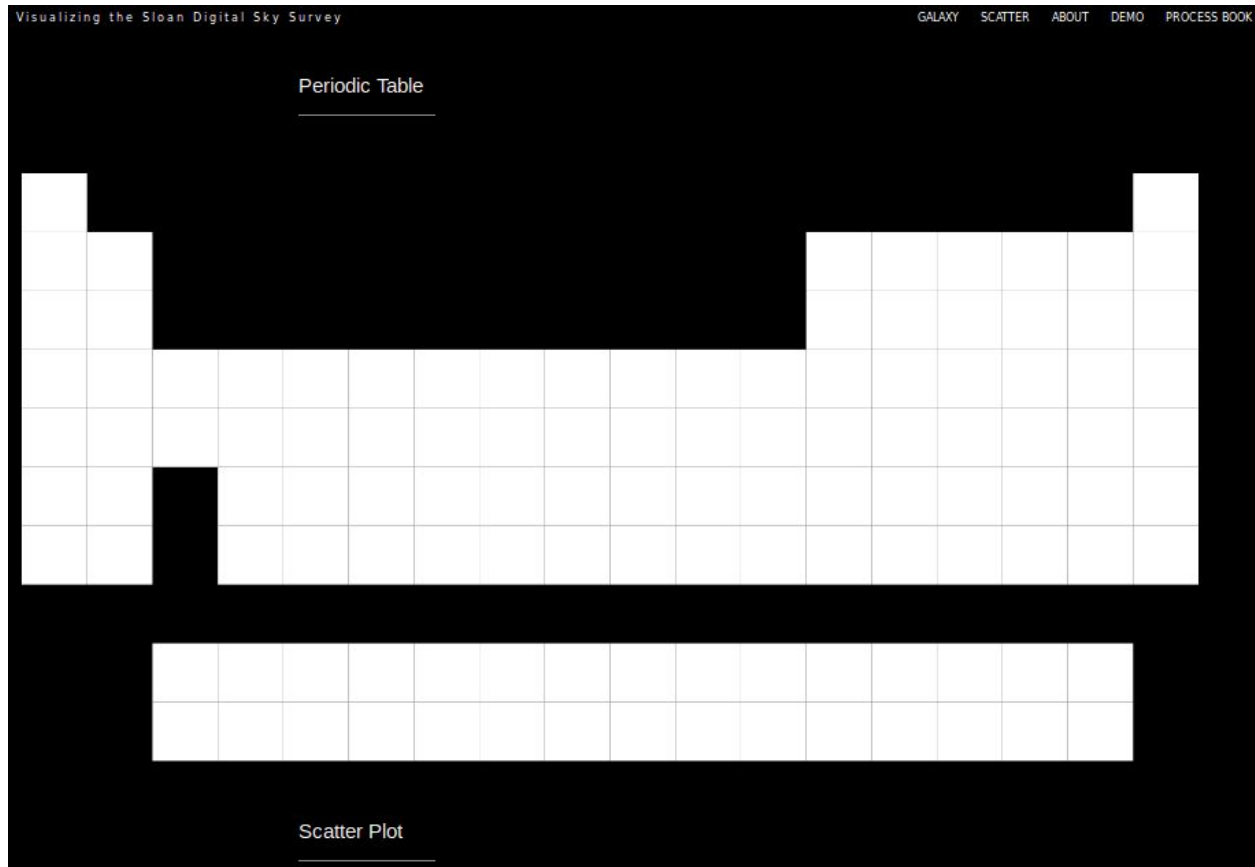 Visualizing the Sloan Digital Sky Survey
GALAXY SCATTER ABOUT DEMO PROCESS BOOK
Periodic Table
Scatter Plot